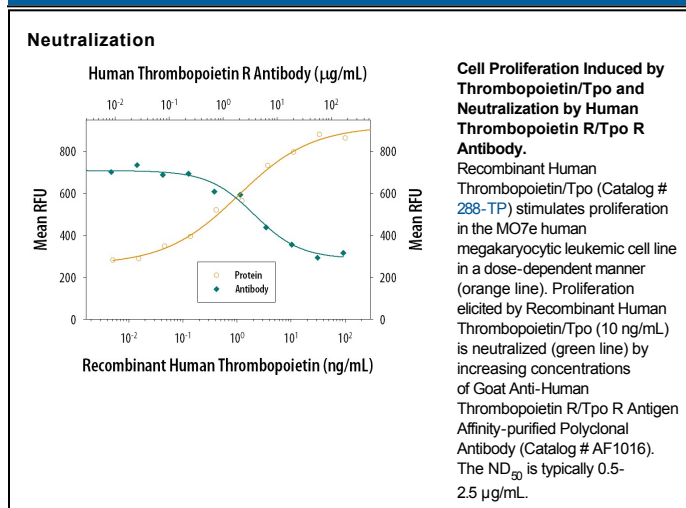 Neutralization
Human Thrombopoietin R Antibody (µg/mL)
10-2 10-1 100 101 102
Mean RFU
800 800
600 600
400 400
200 200
0 0
Mean RFU
Protein
Antibody
10-2 10-1 100 101 102
Recombinant Human Thrombopoietin (ng/mL)
Cell Proliferation Induced by
Thrombopoietin/Tpo and
Neutralization by Human
Thrombopoietin R/Tpo R
Antibody.
Recombinant Human
Thrombopoietin/Tpo (Catalog #
288-TP) stimulates proliferation
in the MO7e human
megakaryocytic leukemic cell line
in a dose-dependent manner
(orange line). Proliferation
elicited by Recombinant Human
Thrombopoietin/Tpo (10 ng/mL)
is neutralized (green line) by
increasing concentrations
of Goat Anti-Human
Thrombopoietin R/Tpo R Antigen
Affinity-purified Polyclonal
Antibody (Catalog # AF1016).
The ND50 is typically 0.5-
2.5 µg/mL.